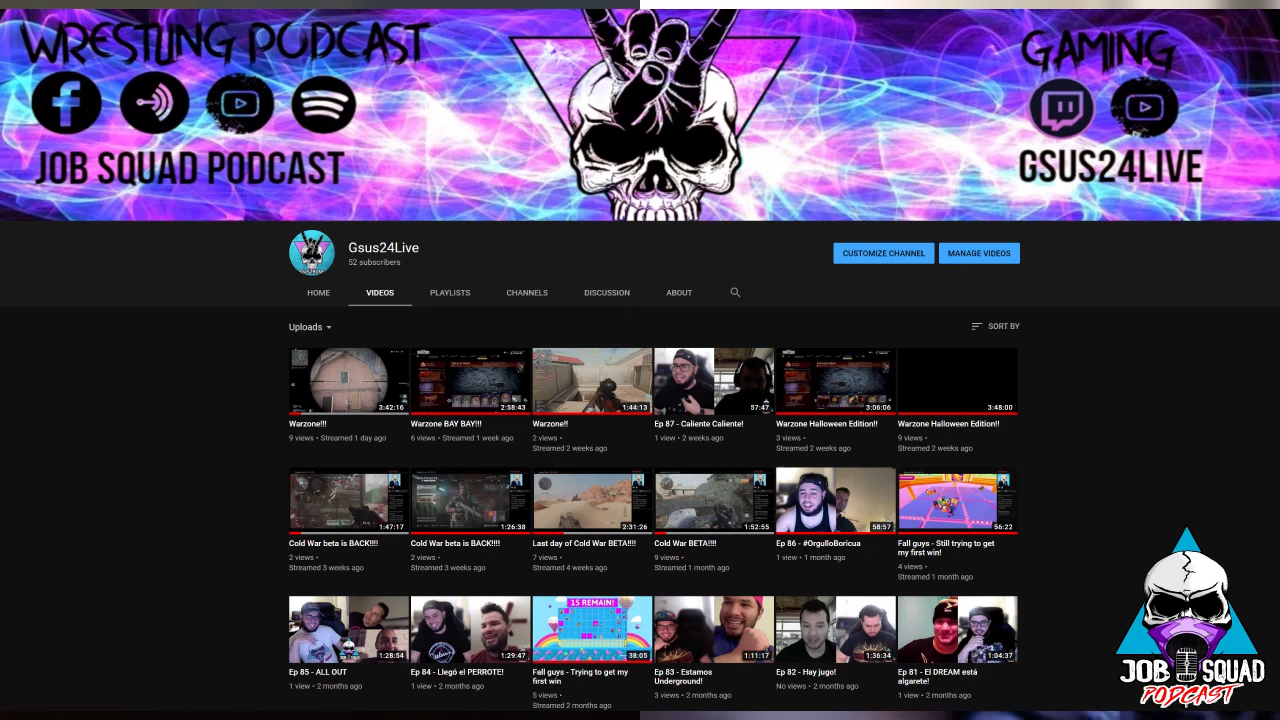 WRESTLING PODCAST
GAMING
JOB SQUAD PODCAST
GSUS24LIVE
Gsus24Live
52 subscribers
CUSTOMIZE CHANNEL
MANAGE VIDEOS
HOME
VIDEOS
PLAYLISTS
CHANNELS
DISCUSSION
ABOUT
Uploads
SORT BY
3:42:16
2:58:43
1:44:13
57:47
3:06:06
3:48:00
Warzone!!!
Warzone BAY BAY!!!
Warzone!!
Ep 87 - Caliente Caliente!
Warzone Halloween Edition!!
Warzone Halloween Edition!!
9 views • Streamed 1 day ago
6 views • Streamed 1 week ago
2 views •
Streamed 2 weeks ago
1 view • 2 weeks ago
3 views •
Streamed 2 weeks ago
9 views •
Streamed 2 weeks ago
1:47:17
1:26:38
2:31:26
1:52:55
58:57
56:22
Cold War beta is BACK!!!!
Cold War beta is BACK!!!!
Last day of Cold War BETA!!!!
Cold War BETA!!!!
Ep 86 - #OrgulloBoricua
Fall guys - Still trying to get
my first win!
2 views •
Streamed 3 weeks ago
2 views •
Streamed 3 weeks ago
7 views •
Streamed 4 weeks ago
9 views •
Streamed 1 month ago
1 view • 1 month ago
4 views •
Streamed 1 month ago
15 REMAIN!
1:28:54
1:29:47
38:05
1:11:17
1:36:34
1:04:37
Ep 85 - ALL OUT
Ep 84 - Llegó el PERROTE!
Fall guys - Trying to get my
first win
Ep 83 - Estamos
Underground!
Ep 82 - Hay jugo!
Ep 81 - El DREAM está
algarete!
1 view • 2 months ago
1 view • 2 months ago
5 views •
Streamed 2 months ago
3 views • 2 months ago
No views • 2 months ago
1 view • 2 months ago
JOB SQUAD
PODCAST